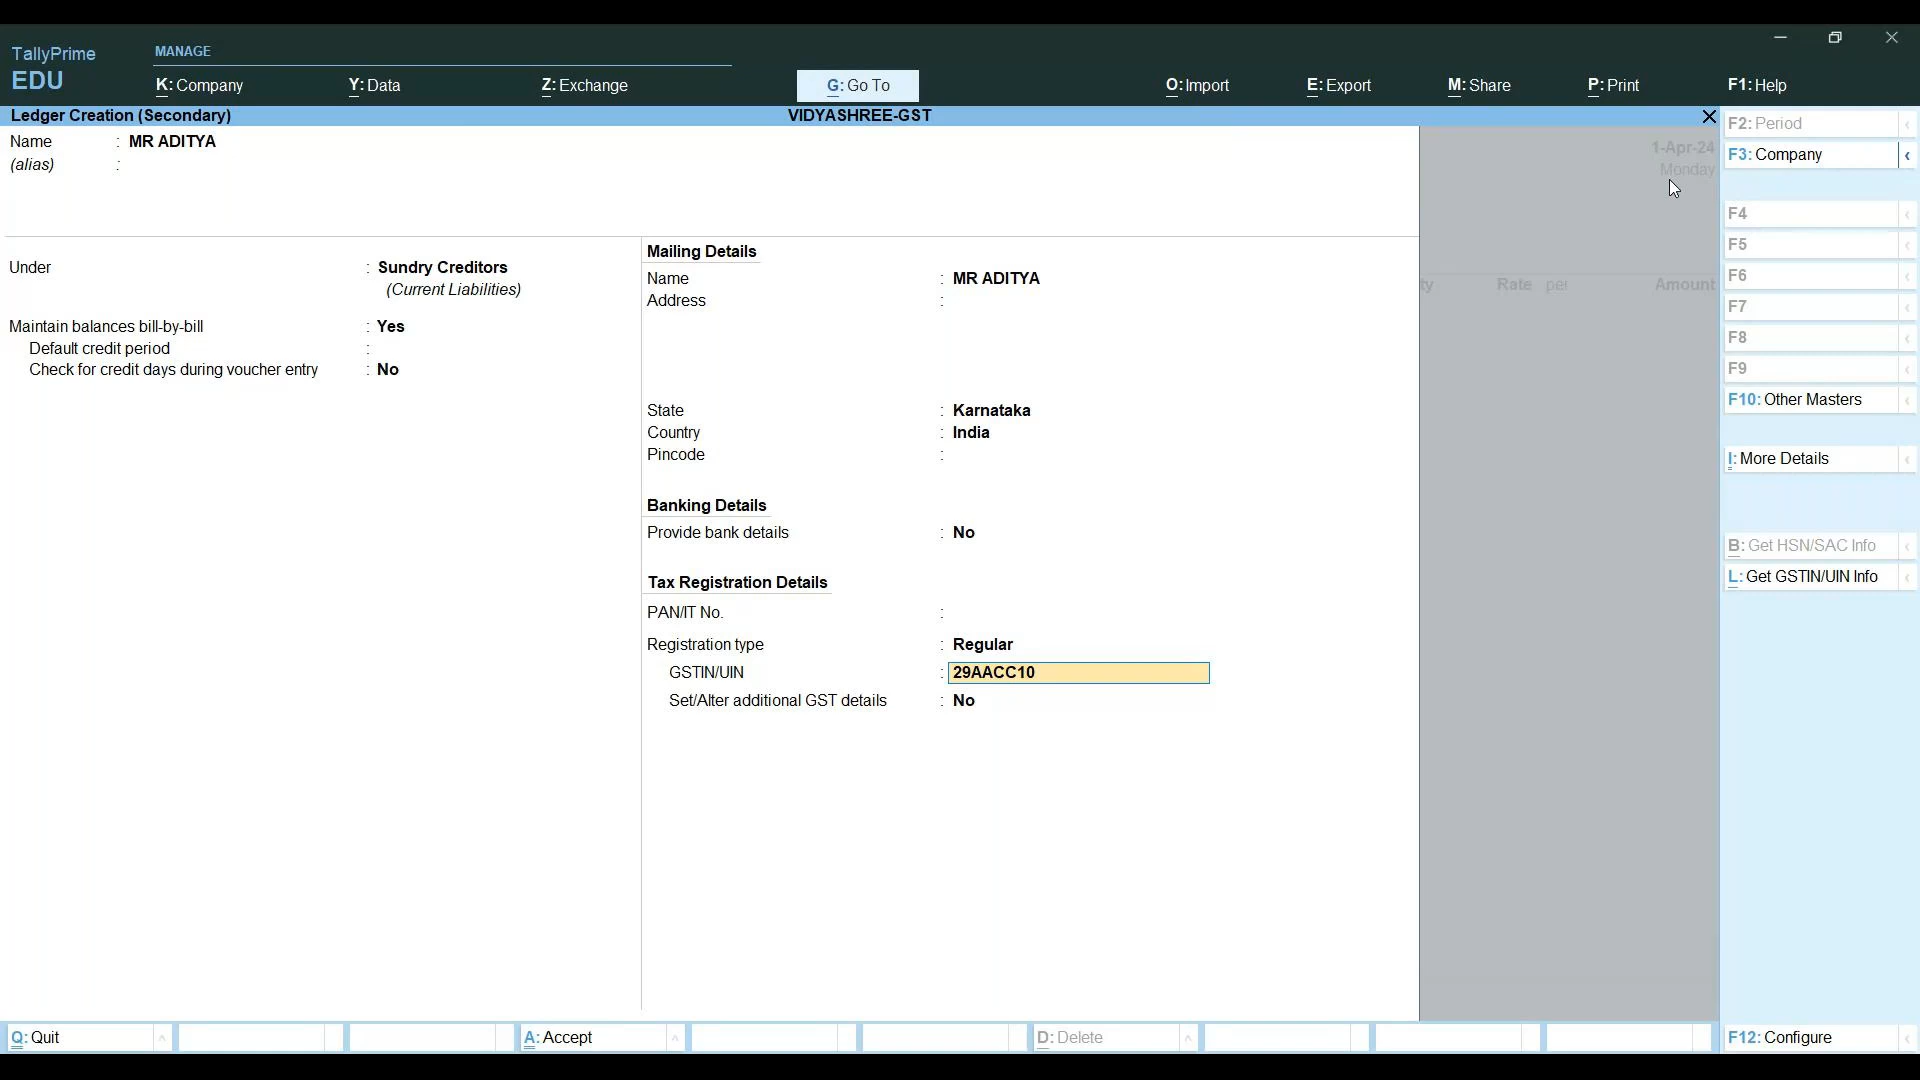 TallyPrime
EDU
MANAGE
K: Company
Y: Data
Z: Exchange
G: Go To
O: Import
E: Export
M: Share
P: Print
F1: Help
Ledger Creation (Secondary)
VIDYASHREE-GST
Name : MR ADITYA
(alias) :
Under : Sundry Creditors
(Current Liabilities)
Maintain balances bill-by-bill : Yes
Default credit period :
Check for credit days during voucher entry : No
Mailing Details
Name : MR ADITYA
Address :
State : Karnataka
Country : India
Pincode :
Banking Details
Provide bank details : No
Tax Registration Details
PAN/IT No. :
Registration type : Regular
GSTIN/UIN : 29AACC10
Set/Alter additional GST details : No
1-Apr-24
Monday
ty Rate per Amount
F2: Period
F3: Company
F4
F5
F6
F7
F8
F9
F10: Other Masters
I: More Details
B: Get HSN/SAC Info
L: Get GSTIN/UIN Info
Q: Quit
A: Accept
D: Delete
F12: Configure